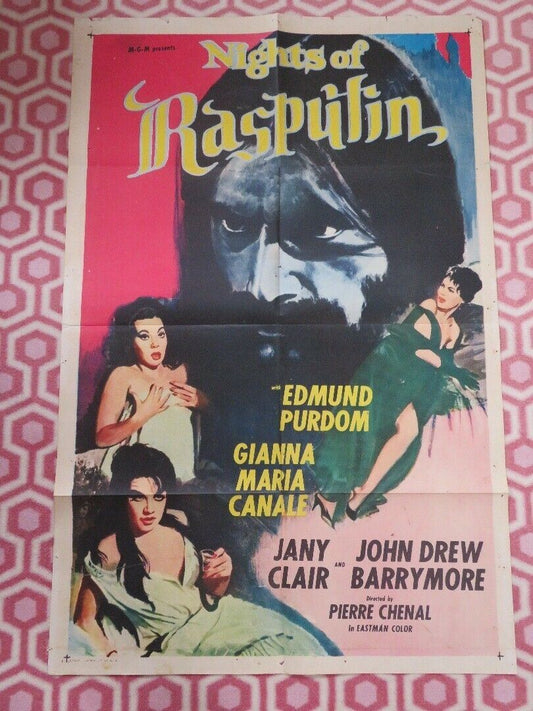 M-G-M presents
Nights of
Rasputin
with EDMUND
PURDOM
GIANNA
MARIA
CANALE
JANY
CLAIR
AND
JOHN DREW
BARRYMORE
Directed by
PIERRE CHENAL
in EASTMAN COLOR